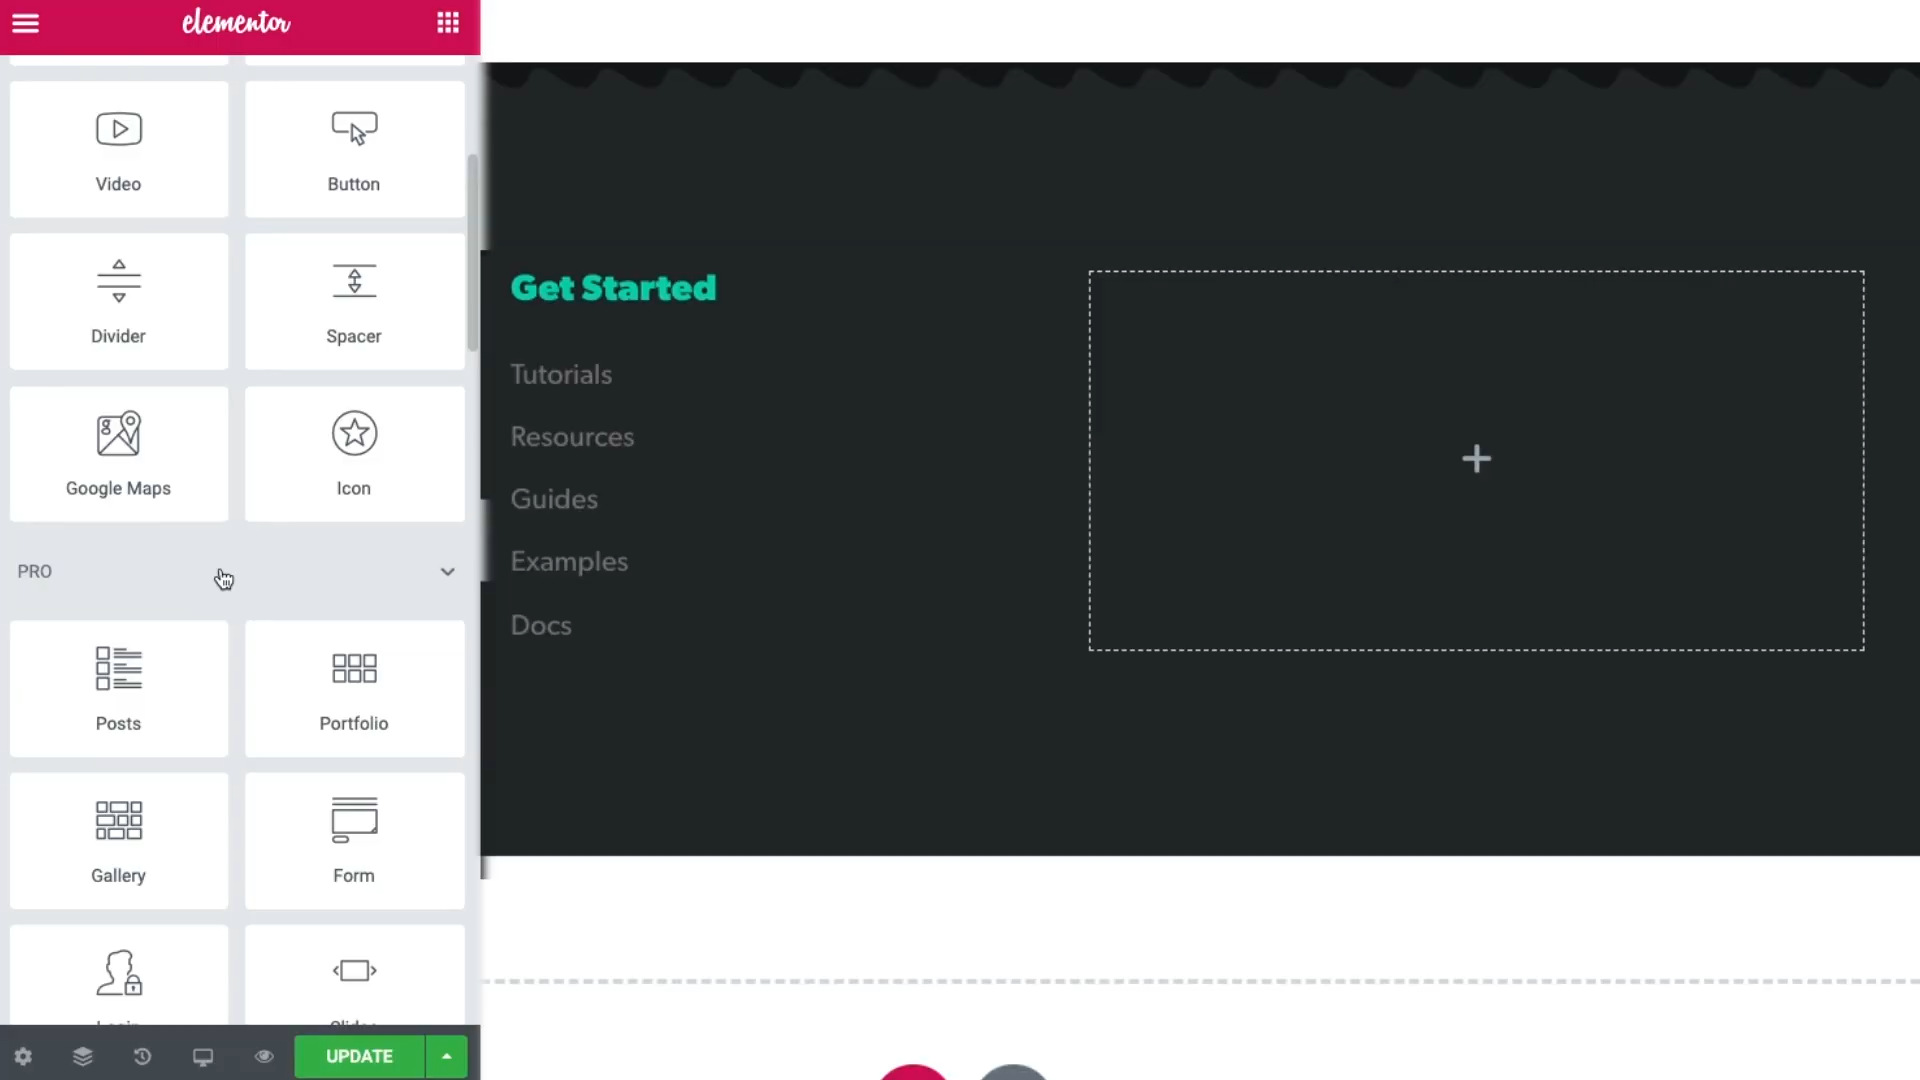 elementor
Video
Button
Divider
Spacer
Google Maps
Icon
PRO
Posts
Portfolio
Gallery
Form
UPDATE
Get Started
Tutorials
Resources
Guides
Examples
Docs